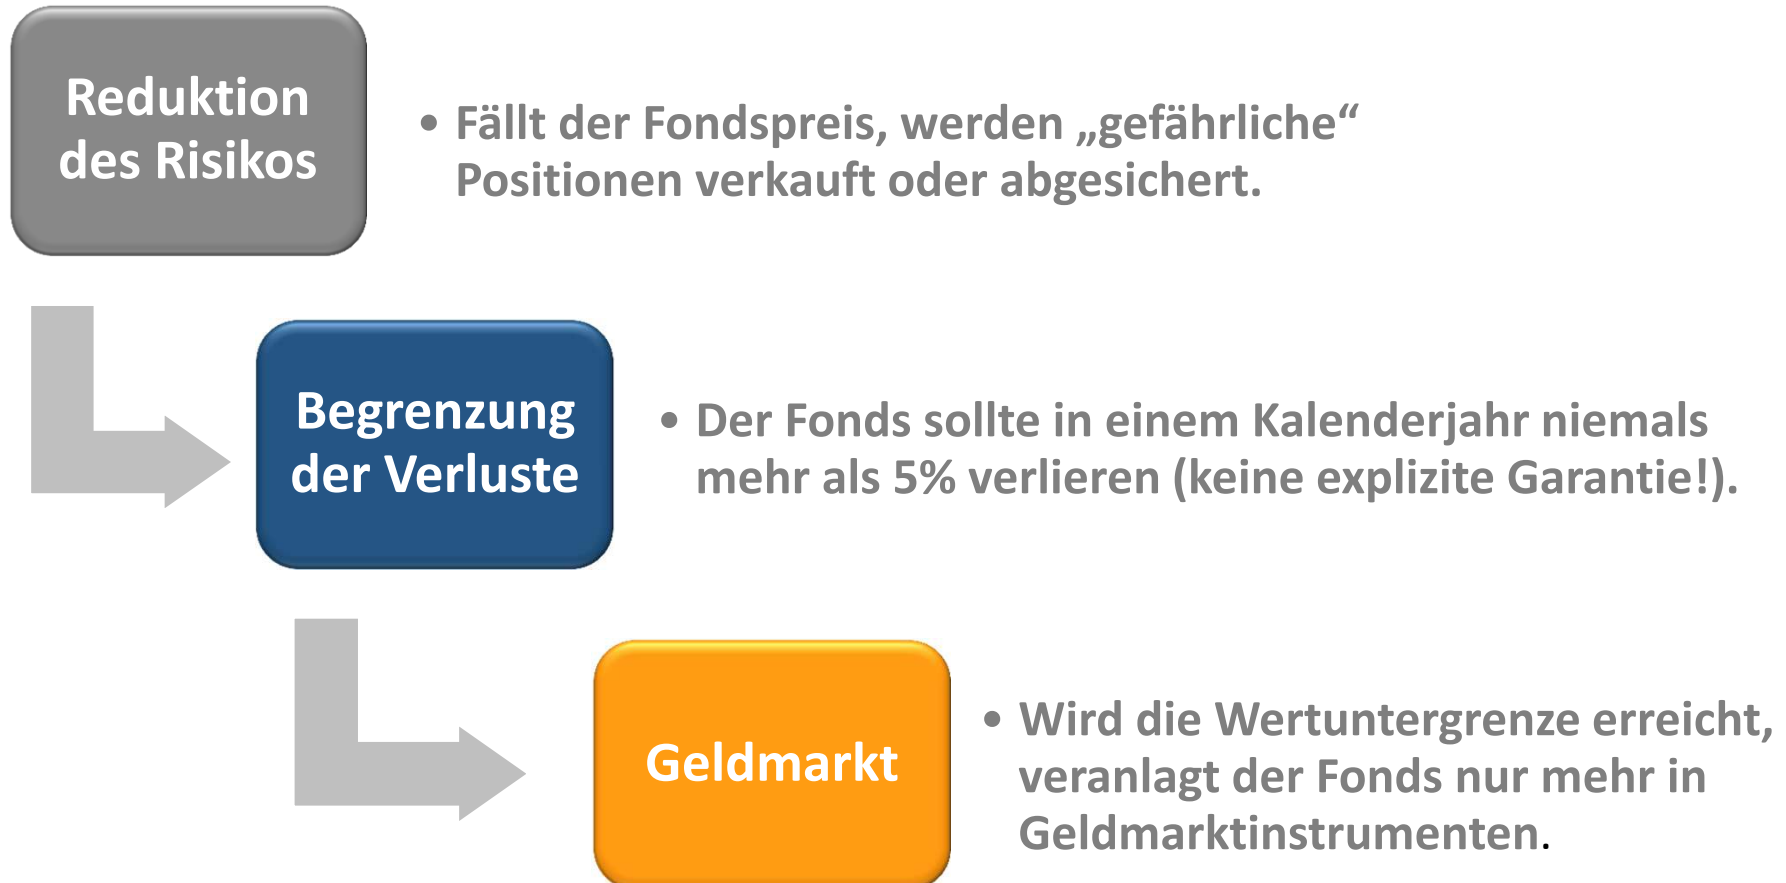 Reduktion
des Risikos
• Fällt der Fondspreis, werden „gefährliche“
Positionen verkauft oder abgesichert.
Begrenzung
der Verluste
• Der Fonds sollte in einem Kalenderjahr niemals
mehr als 5% verlieren (keine explizite Garantie!).
Geldmarkt
• Wird die Wertuntergrenze erreicht,
veranlagt der Fonds nur mehr in
Geldmarktinstrumenten.